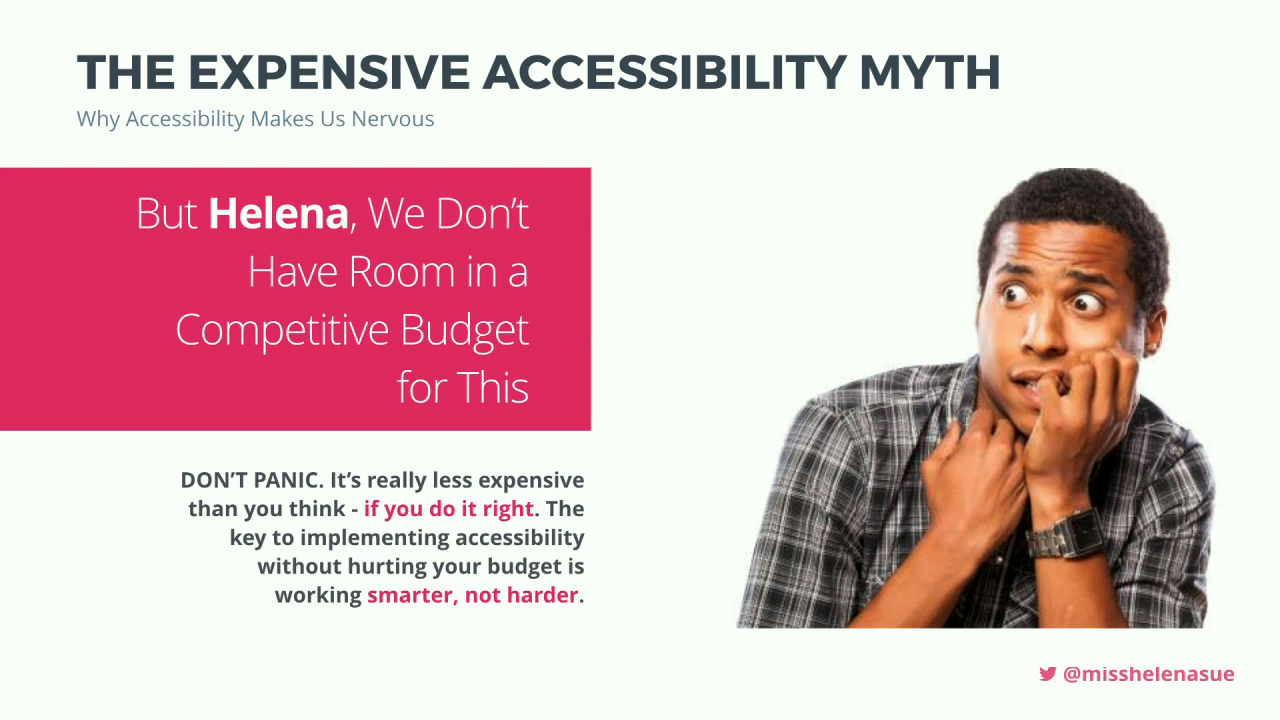 THE EXPENSIVE ACCESSIBILITY MYTH
Why Accessibility Makes Us Nervous
But Helena, We Don’t
Have Room in a
Competitive Budget
for This
DON’T PANIC. It’s really less expensive
than you think - if you do it right. The
key to implementing accessibility
without hurting your budget is
working smarter, not harder.
@misshelenasue